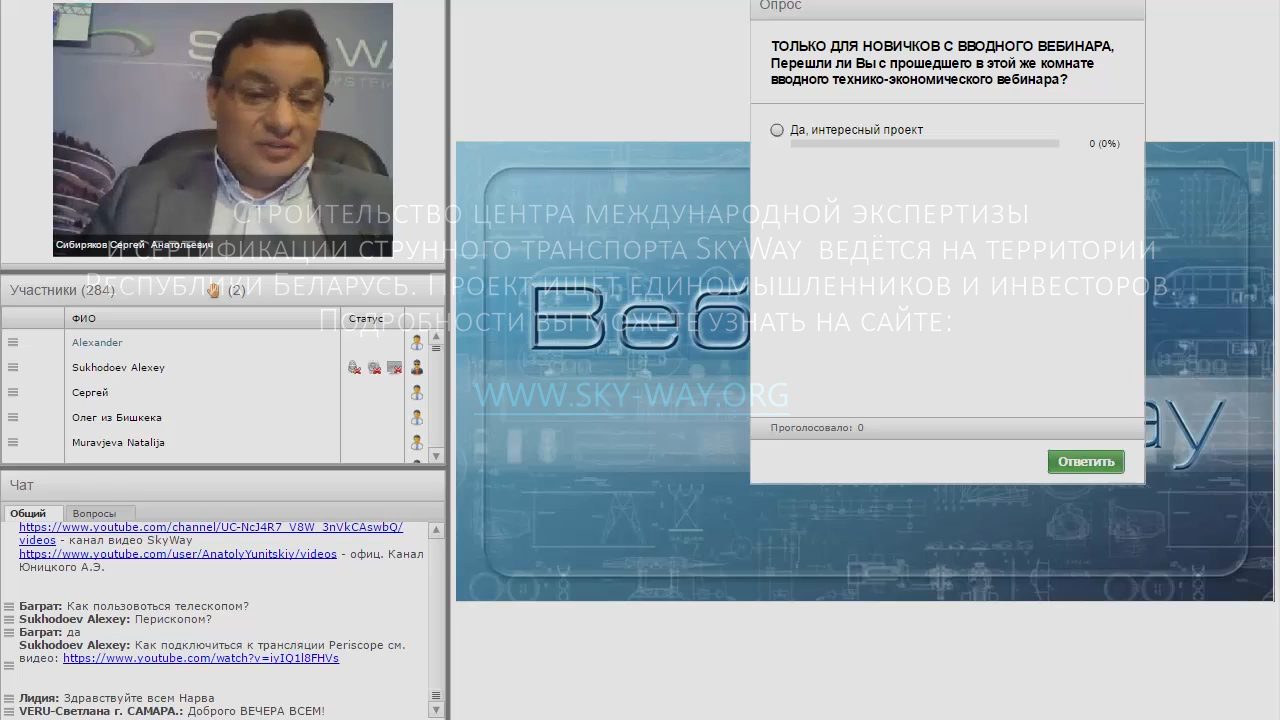 S WA
Сибиряков Сергей Анатольевич
Участники (284) (2)
ФИО Статус
Alexander
Sukhodoev Alexey
Сергей
Олег из Бишкека
Muravjeva Natalija
Чат
Общий Вопросы
https://www.youtube.com/channel/UC-NcJ4R7_V8W_3nVkCAswbQ/
videos - канал видео SkyWay
https://www.youtube.com/user/AnatolyYunitskiy/videos - офиц. Канал
Юницкого А.Э.
Баграт: Как пользовоться телескопом?
Sukhodoev Alexey: Перископом?
Баграт: да
Sukhodoev Alexey: Как подключиться к трансляции Periscope см.
видео: https://www.youtube.com/watch?v=iyIQ1l8FHVs
Лидия: Здравствуйте всем Нарва
VERU-Светлана г. САМАРА.: Доброго ВЕЧЕРА ВСЕМ!
Опрос
ТОЛЬКО ДЛЯ НОВИЧКОВ С ВВОДНОГО ВЕБИНАРА,
Перешли ли Вы с прошедшего в этой же комнате
вводного технико-экономического вебинара?
Да, интересный проект
0 (0%)
Проголосовало: 0
Ответить
Веб
ay
Строительство центра международной экспертизы
и сертификации струнного транспорта SkyWay ведётся на территории
Республики Беларусь. Проект ищет единомышленников и инвесторов.
Подробности вы можете узнать на сайте:
WWW.SKY-WAY.ORG